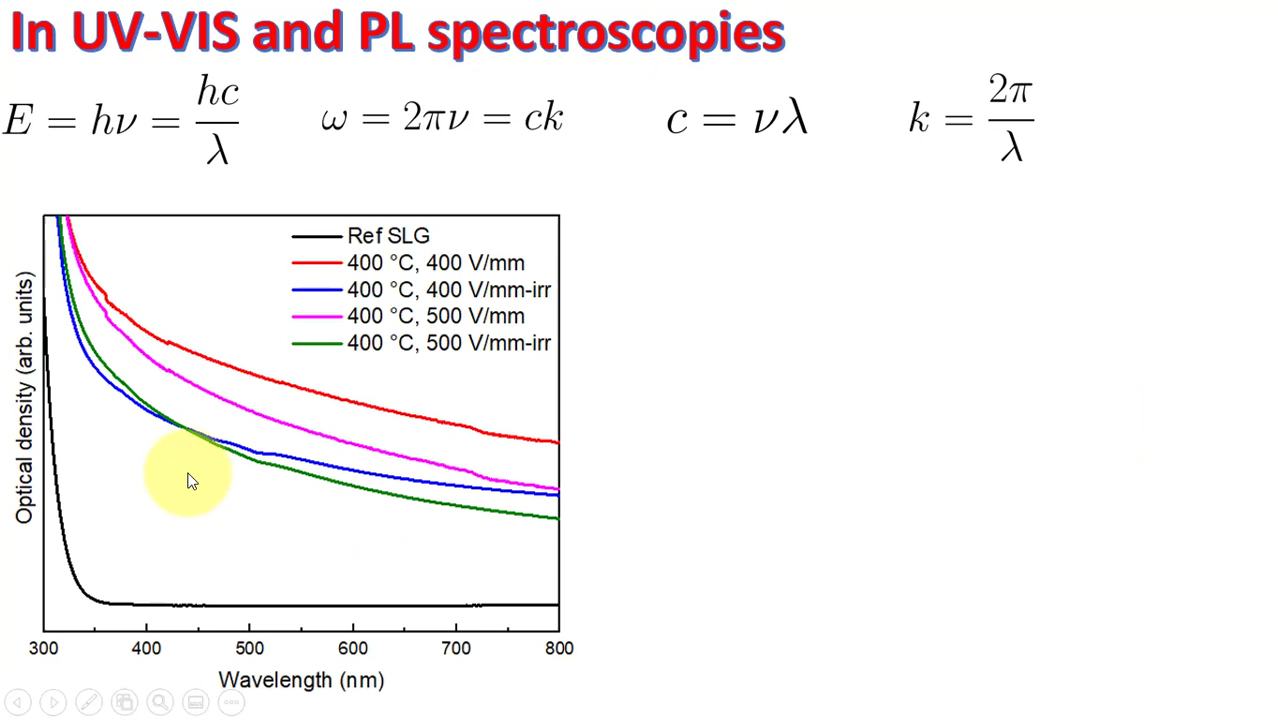 In UV-VIS and PL spectroscopies
E = hν = hc/λ
ω = 2πν = ck
c = νλ
k = 2π/λ
Ref SLG
400 °C, 400 V/mm
400 °C, 400 V/mm-irr
400 °C, 500 V/mm
400 °C, 500 V/mm-irr
Optical density (arb. units)
300 400 500 600 700 800
Wavelength (nm)